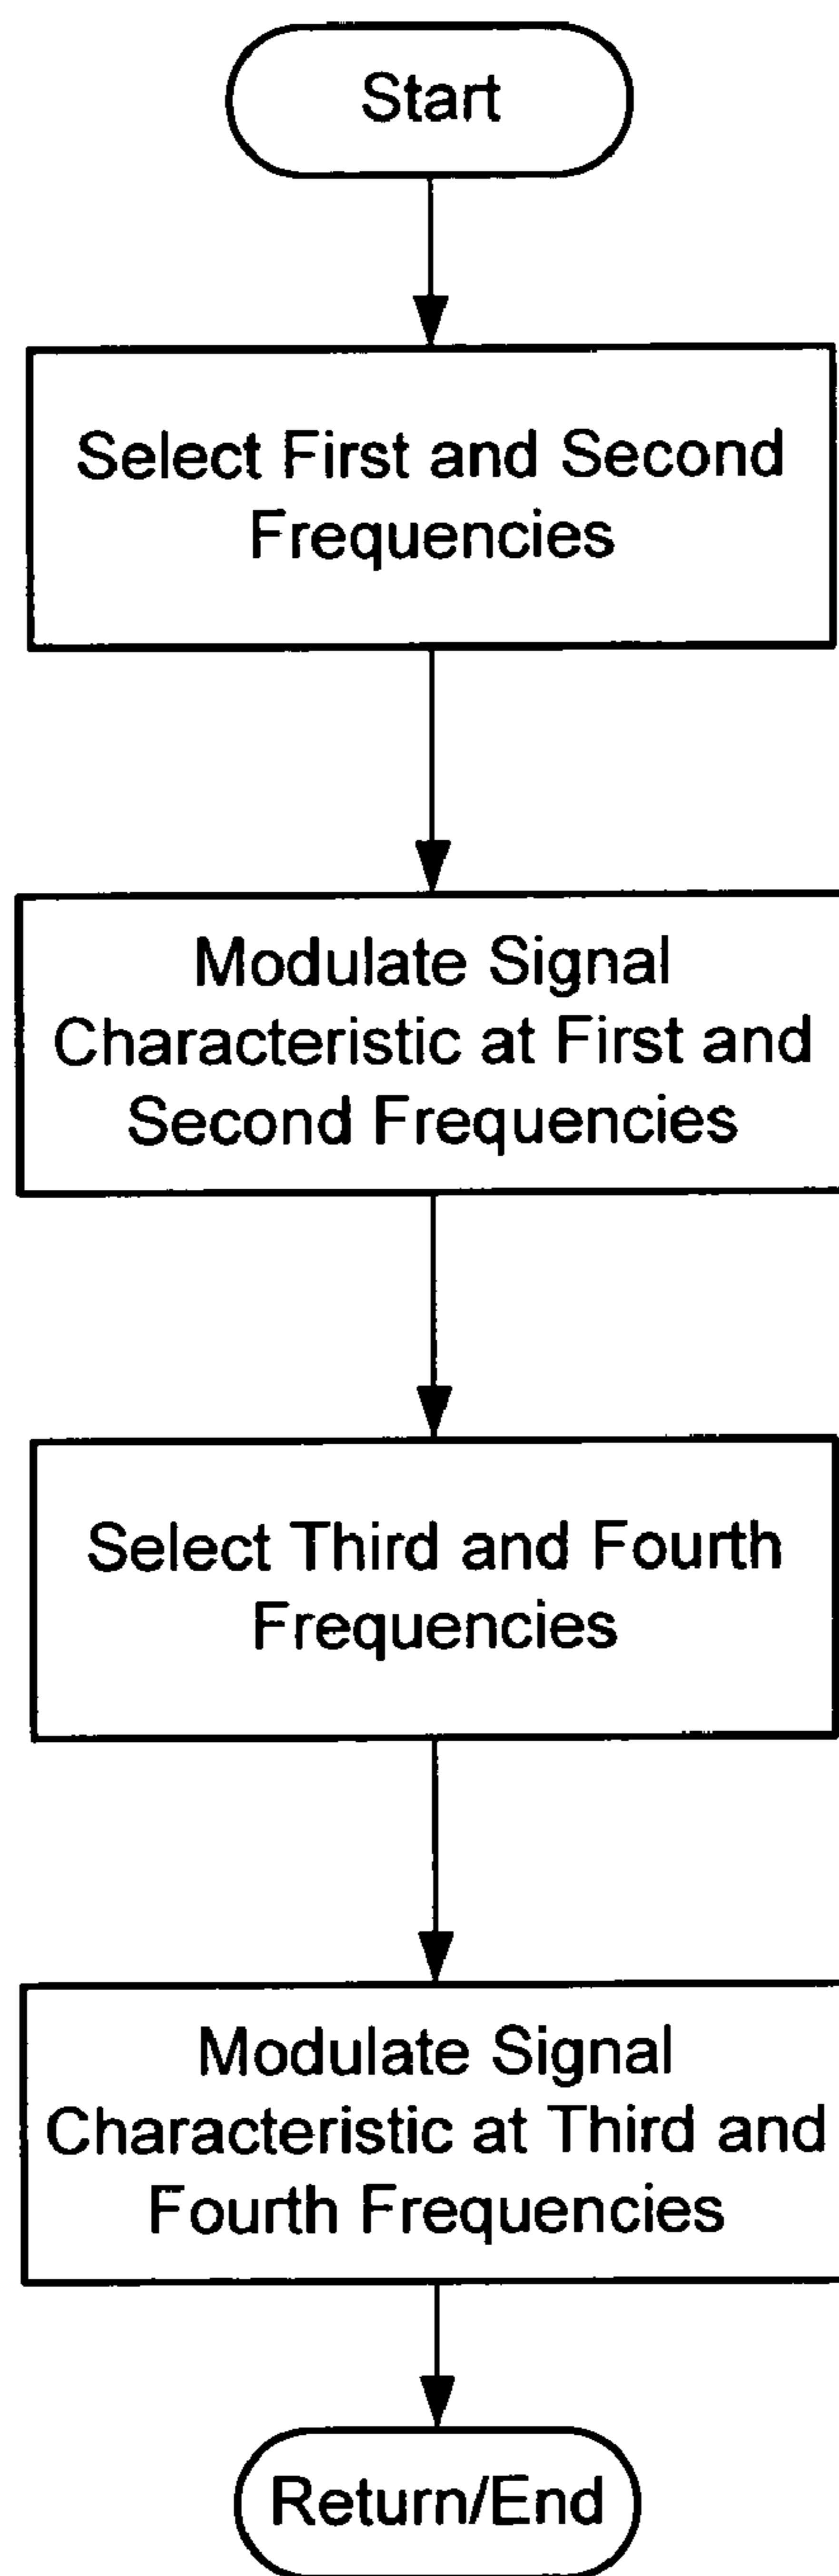 Start
Select First and Second
Frequencies
Modulate Signal
Characteristic at First and
Second Frequencies
Select Third and Fourth
Frequencies
Modulate Signal
Characteristic at Third and
Fourth Frequencies
Return/End